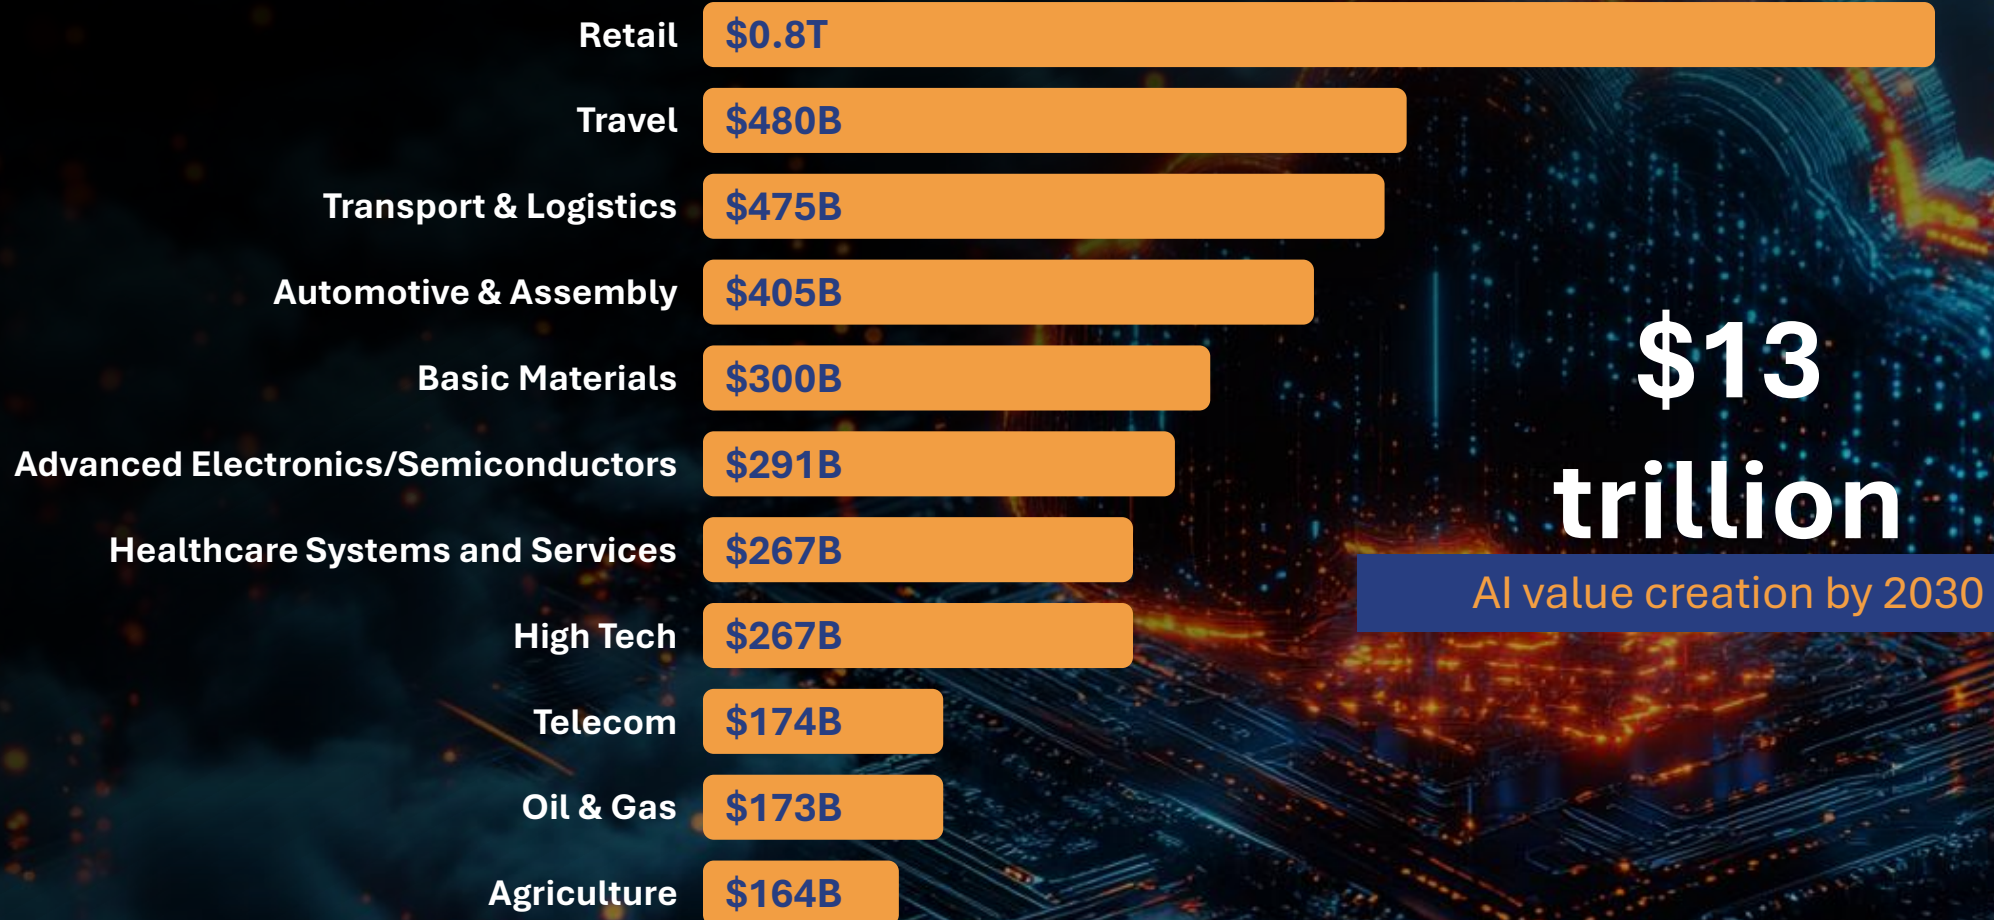 Retail $0.8T
Travel $480B
Transport & Logistics $475B
Automotive & Assembly $405B
Basic Materials $300B
Advanced Electronics/Semiconductors $291B
Healthcare Systems and Services $267B
High Tech $267B
Telecom $174B
Oil & Gas $173B
Agriculture $164B
$13
trillion
AI value creation by 2030